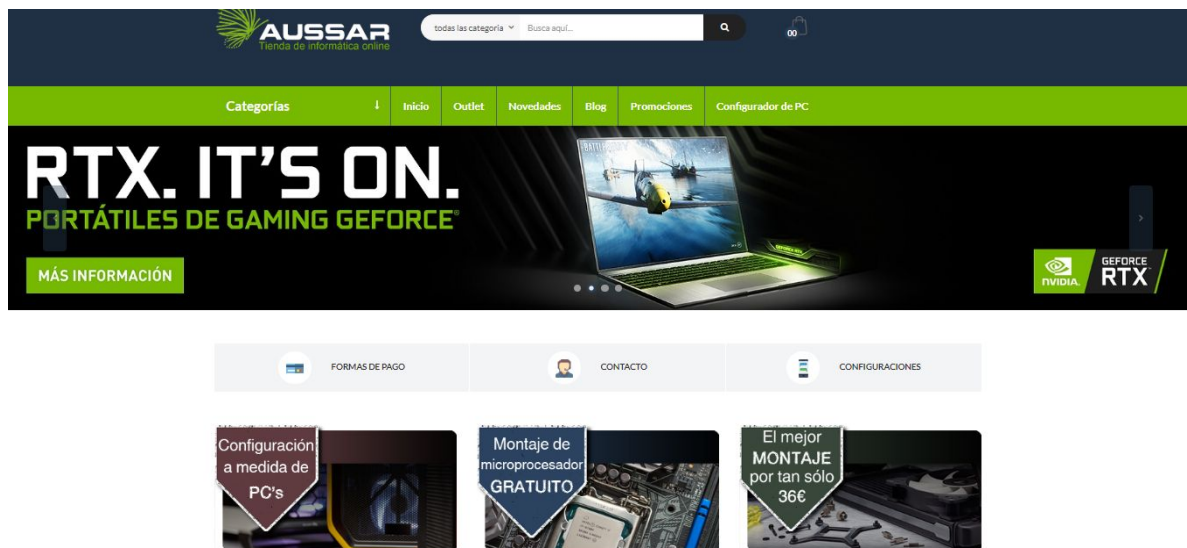 AUSSAR
Tienda de informática online
todas las categoria
Busca aquí...
00
Categorías
Inicio
Outlet
Novedades
Blog
Promociones
Configurador de PC
RTX. IT'S ON.
PORTÁTILES DE GAMING GEFORCE®
MÁS INFORMACIÓN
NVIDIA.
GEFORCE
RTX
FORMAS DE PAGO
CONTACTO
CONFIGURACIONES
Configuración
a medida de
PC's
Montaje de
microprocesador
GRATUITO
El mejor
MONTAJE
por tan sólo
36€